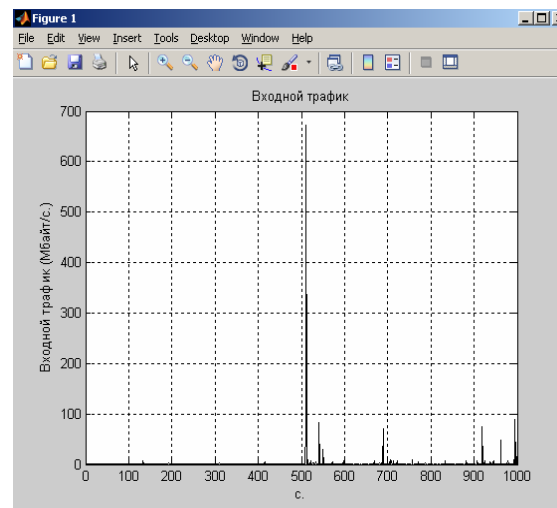 Figure 1
File Edit View Insert Tools Desktop Window Help
Входной трафик
Входной трафик (Мбайт/с.)
700
600
500
400
300
200
100
0
0 100 200 300 400 500 600 700 800 900 1000
с.